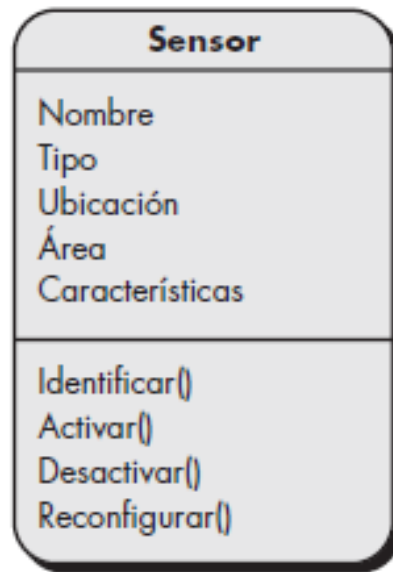 Sensor
Nombre
Tipo
Ubicación
Área
Características
Identificar()
Activar()
Desactivar()
Reconfigurar()